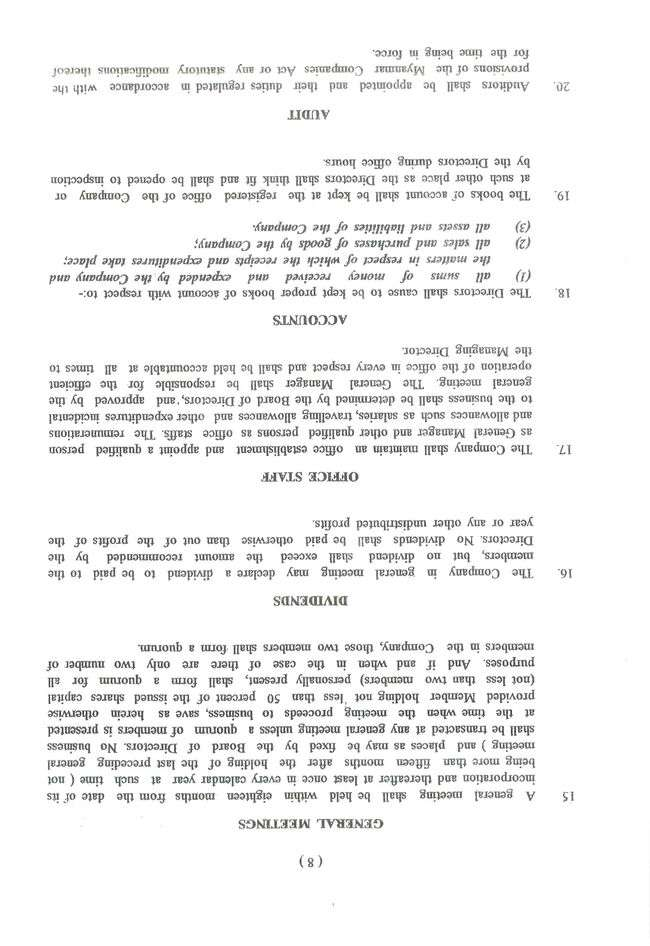 ( 8 )
GENERAL MEETINGS
15 A general meeting shall be held within eighteen months from the date of its
incorporation and thereafter at least once in every calendar year at such time ( not
being more than fifteen months after the holding of the last preceding general
meeting ) and places as may be fixed by the Board of Directors. No business
shall be transacted at any general meeting unless a quorum of members is presented
at the time when the meeting proceeds to business, save as herein otherwise
provided Member holding not less than 50 percent of the issued shares capital
(not less than two members) personally present, shall form a quorum for all
purposes. And if and when in the case of there are only two number of
members in the Company, those two members shall form a quorum.
DIVIDENDS
16. The Company in general meeting may declare a dividend to be paid to the
members, but no dividend shall exceed the amount recommended by the
Directors. No dividends shall be paid otherwise than out of the profits of the
year or any other undistributed profits.
OFFICE STAFF
17. The Company shall maintain an office establishment and appoint a qualified person
as General Manager and other qualified persons as office staffs. The remunerations
and allowances such as salaries, travelling allowances and other expenditures incidental
to the business shall be determined by the Board of Directors, and approved by the
general meeting. The General Manager shall be responsible for the efficient
operation of the office in every respect and shall be held accountable at all times to
the Managing Director.
ACCOUNTS
18. The Directors shall cause to be kept proper books of account with respect to:-
(1) all sums of money received and expended by the Company and
the matters in respect of which the receipts and expenditures take place;
(2) all sales and purchases of goods by the Company;
(3) all assets and liabilities of the Company.
19. The books of account shall be kept at the registered office of the Company or
at such other place as the Directors shall think fit and shall be opened to inspection
by the Directors during office hours.
AUDIT
20. Auditors shall be appointed and their duties regulated in accordance with the
provisions of the Myanmar Companies Act or any statutory modifications thereof
for the time being in force.